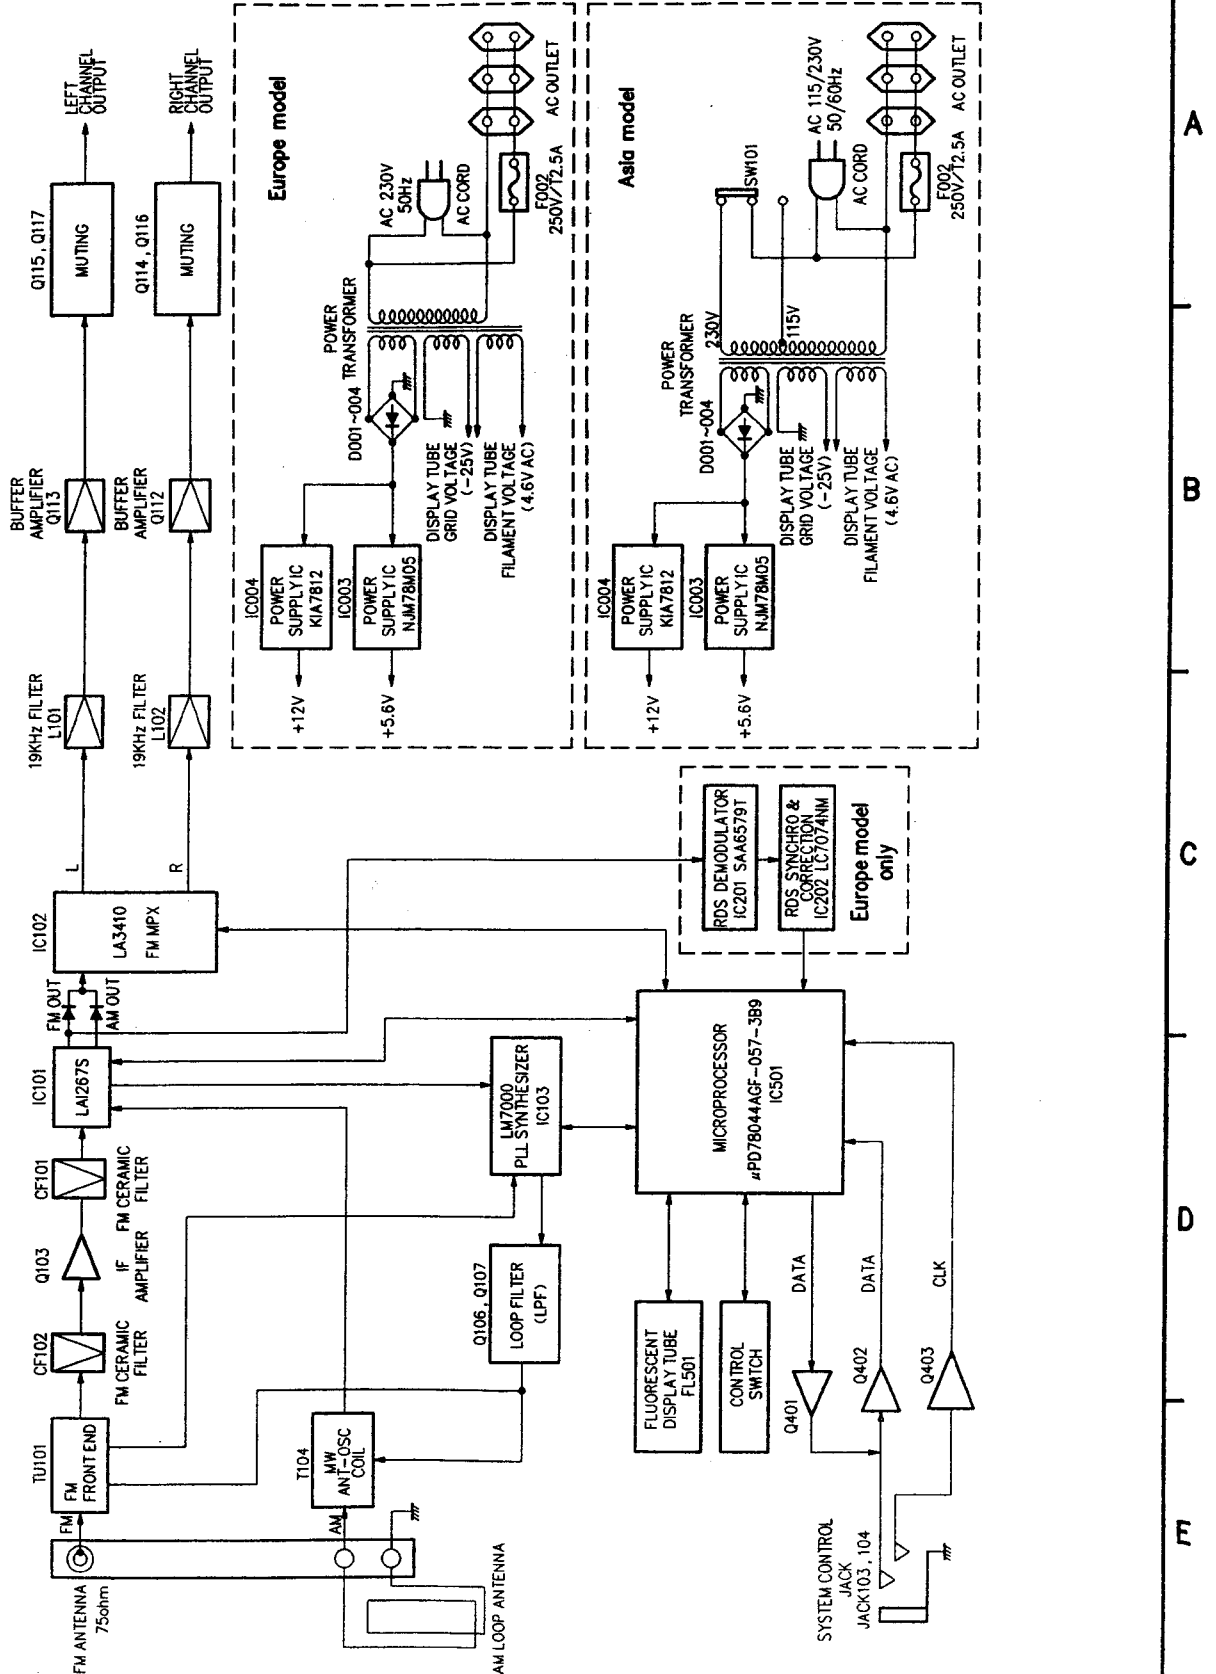 FM ANTENNA
75ohm
FM
TU101
FM
FRONT END
CF102
FM CERAMIC
FILTER
Q103
IF
AMPLIFIER
CF101
FM CERAMIC
FILTER
IC101
LA1267S
FM OUT
AM OUT
IC102
LA3410
FM MPX
L
R
19KHz FILTER
L101
19KHz FILTER
L102
BUFFER
AMPLIFIER
Q113
BUFFER
AMPLIFIER
Q112
Q115, Q117
MUTING
Q114, Q116
MUTING
LEFT
CHANNEL
OUTPUT
RIGHT
CHANNEL
OUTPUT
AM LOOP ANTENNA
AM
T104
MW
ANT-OSC
COIL
Q106, Q107
LOOP FILTER
(LPF)
LM7000
PLL SYNTHESIZER
IC103
MICROPROCESSOR
µPD78044AGF-057-3B9
IC501
FLUORESCENT
DISPLAY TUBE
FL501
CONTROL
SWITCH
DATA
DATA
CLK
Q401
Q402
Q403
SYSTEM CONTROL
JACK
JACK103, 104
RDS DEMODULATOR
IC201 SAA6579T
RDS SYNCHRO &
CORRECTION
IC202 LC7074NM
Europe model
only
Europe model
+12V
+5.6V
IC004
POWER
SUPPLY IC
KIA7812
IC003
POWER
SUPPLY IC
NJM78M05
D001~004
POWER
TRANSFORMER
DISPLAY TUBE
GRID VOLTAGE
(-25V)
DISPLAY TUBE
FILAMENT VOLTAGE
(4.6V AC)
AC 230V
50Hz
AC CORD
F002
250V/T2.5A
AC OUTLET
Asia model
+12V
+5.6V
IC004
POWER
SUPPLY IC
KIA7812
IC003
POWER
SUPPLY IC
NJM78M05
D001~004
POWER
TRANSFORMER
230V
115V
DISPLAY TUBE
GRID VOLTAGE
(-25V)
DISPLAY TUBE
FILAMENT VOLTAGE
(4.6V AC)
SW101
AC 115/230V
50/60Hz
AC CORD
F002
250V/T2.5A
AC OUTLET
A
B
C
D
E